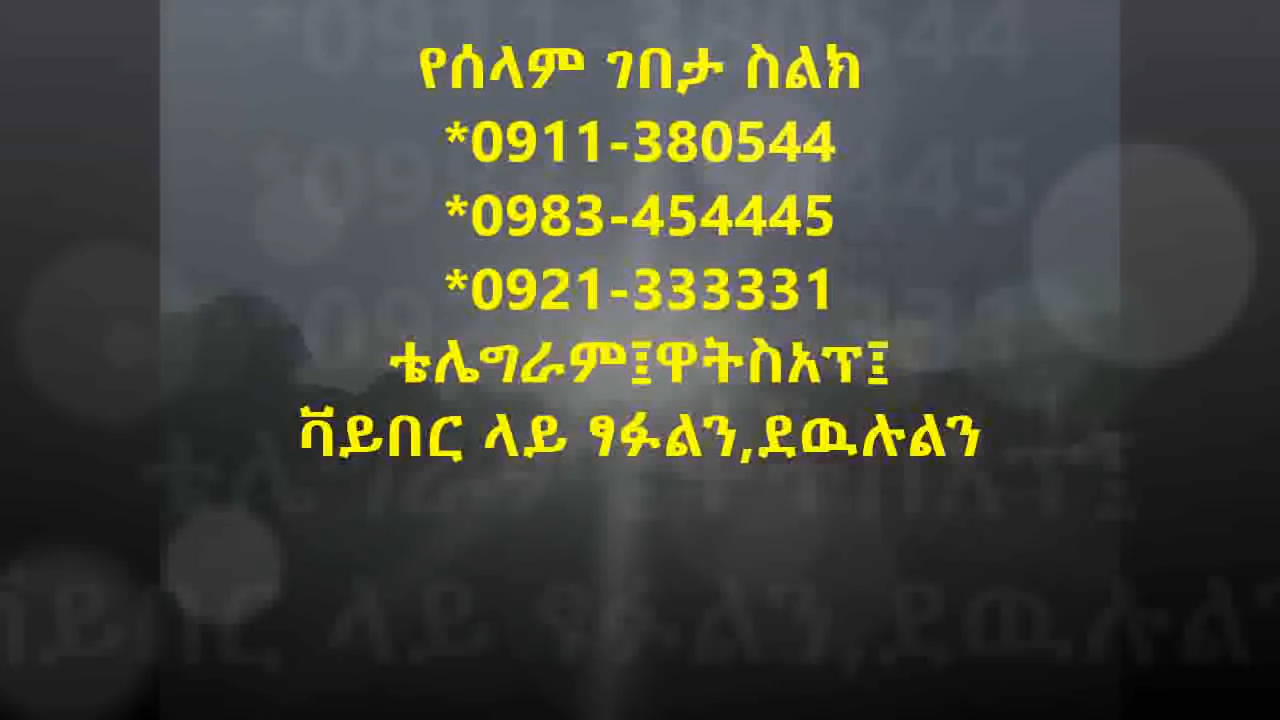 የሰላም ገበታ ስልክ
*0911-380544
*0983-454445
*0921-333331
ቴሌግራም፤ዋትስአፕ፤
ቫይበር ላይ ፃፉልን,ደዉሉልን